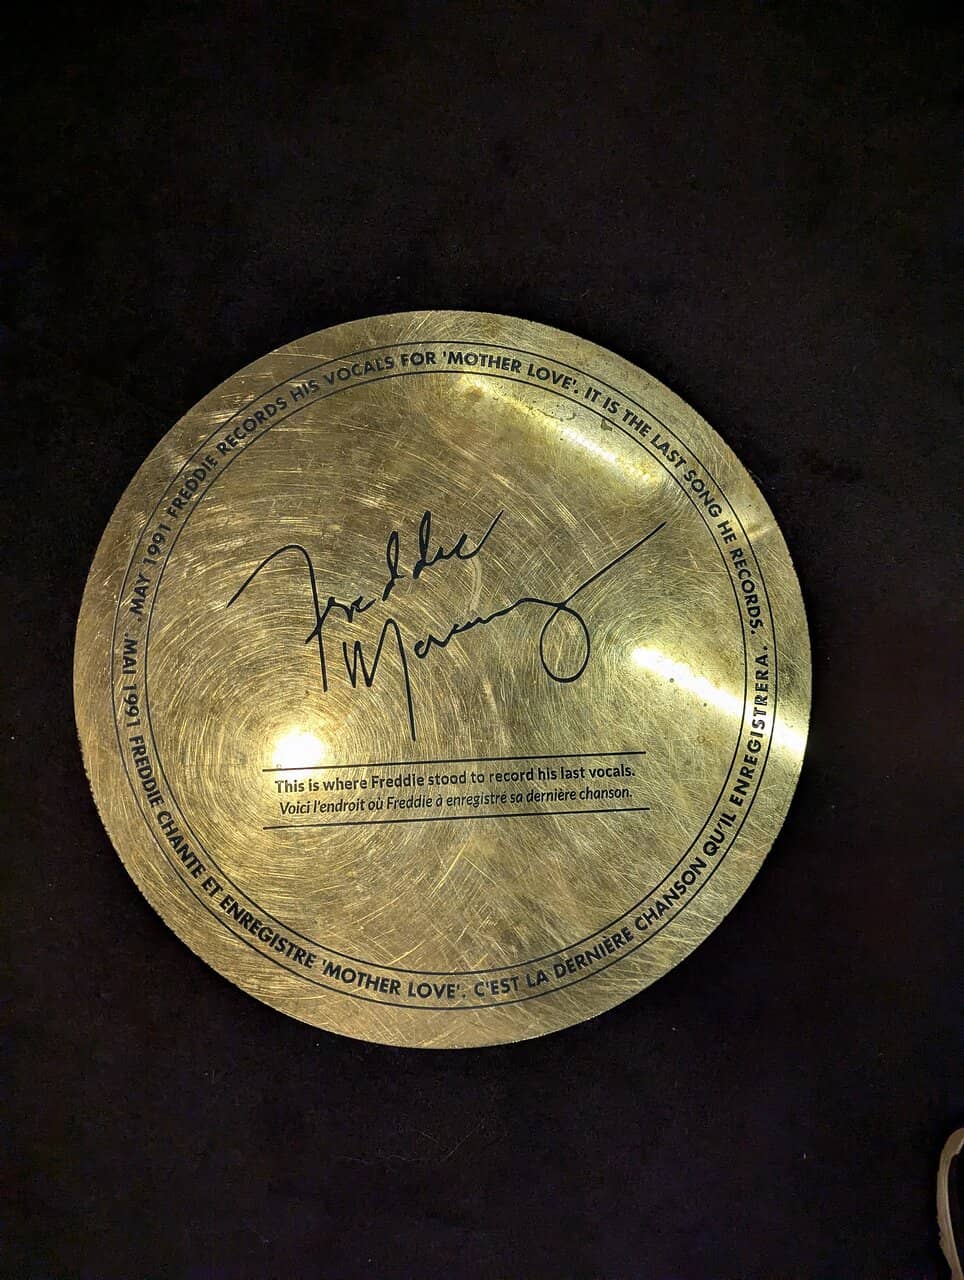 MAY 1991 FREDDIE RECORDS HIS VOCALS FOR 'MOTHER LOVE'. IT IS THE LAST SONG HE RECORDS.
Freddie
Mercury
This is where Freddie stood to record his last vocals.
Voici l'endroit où Freddie à enregistré sa dernière chanson.
MAI 1991 FREDDIE CHANTE ET ENREGISTRE 'MOTHER LOVE'. C'EST LA DERNIÈRE CHANSON QU'IL ENREGISTRERA.